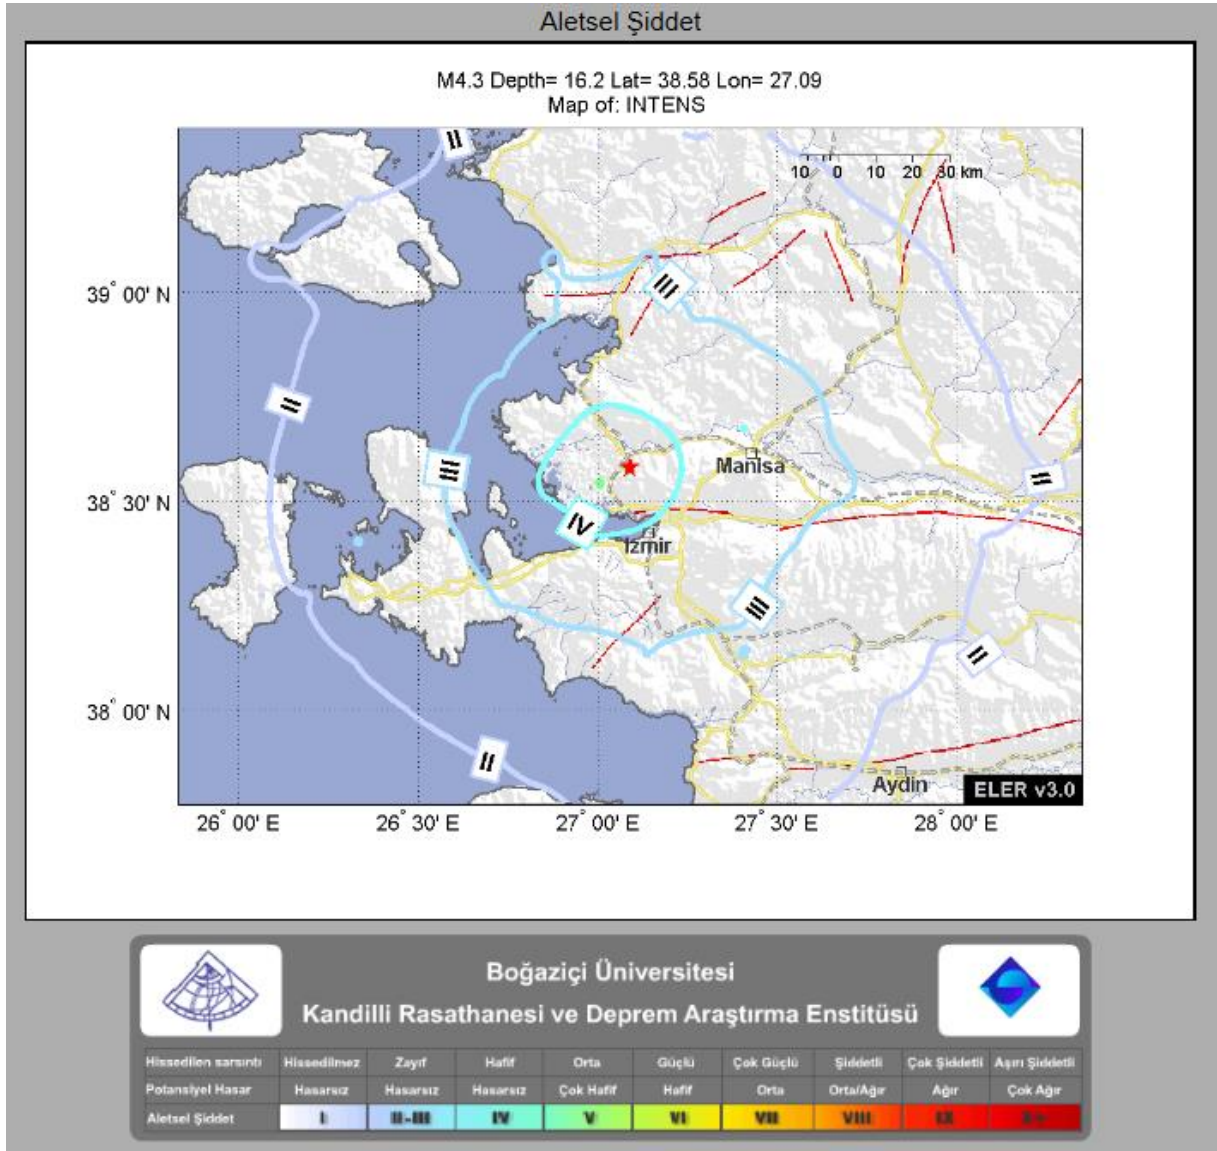 Aletsel Şiddet
M4.3 Depth= 16.2 Lat= 38.58 Lon= 27.09
Map of: INTENS
II
10 0 10 20 30 km
III
39° 00' N
II
III
Manisa
II
38° 30' N
IV
Izmir
III
II
38° 00' N
II
Aydin
ELER v3.0
26° 00' E 26° 30' E 27° 00' E 27° 30' E 28° 00' E
Boğaziçi Üniversitesi
Kandilli Rasathanesi ve Deprem Araştırma Enstitüsü
Hissedilen sarsıntı Hissedilmez Zayıf Hafif Orta Güçlü Çok Güçlü Şiddetli Çok Şiddetli Aşırı Şiddetli
Potansiyel Hasar Hasarsız Hasarsız Hasarsız Çok Hafif Hafif Orta Orta/Ağır Ağır Çok Ağır
Aletsel Şiddet I II-III IV V VI VII VIII IX X+